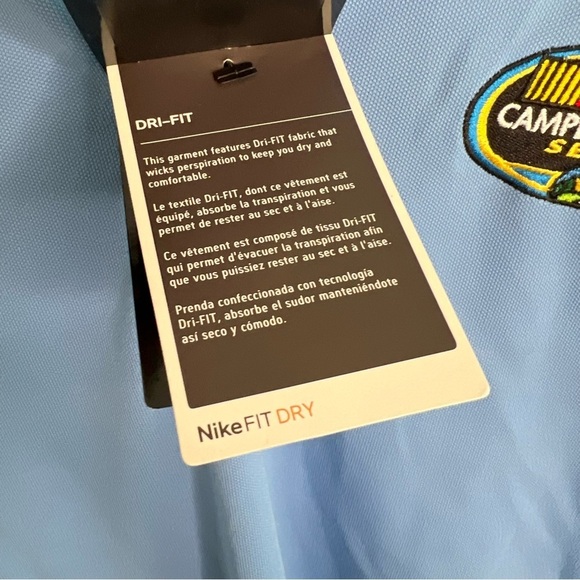 DRI-FIT
This garment features Dri-FIT fabric that
wicks perspiration to keep you dry and
comfortable.
Le textile Dri-FIT, dont ce vêtement est
équipé, absorbe la transpiration et vous
permet de rester au sec et à l'aise.
Ce vêtement est composé de tissu Dri-FIT
qui permet d'évacuer la transpiration afin
que vous puissiez rester au sec et à l'aise.
Prenda confeccionada con tecnología
Dri-FIT, absorbe el sudor manteniéndote
así seco y cómodo.
NikeFIT DRY
CAMP
SE